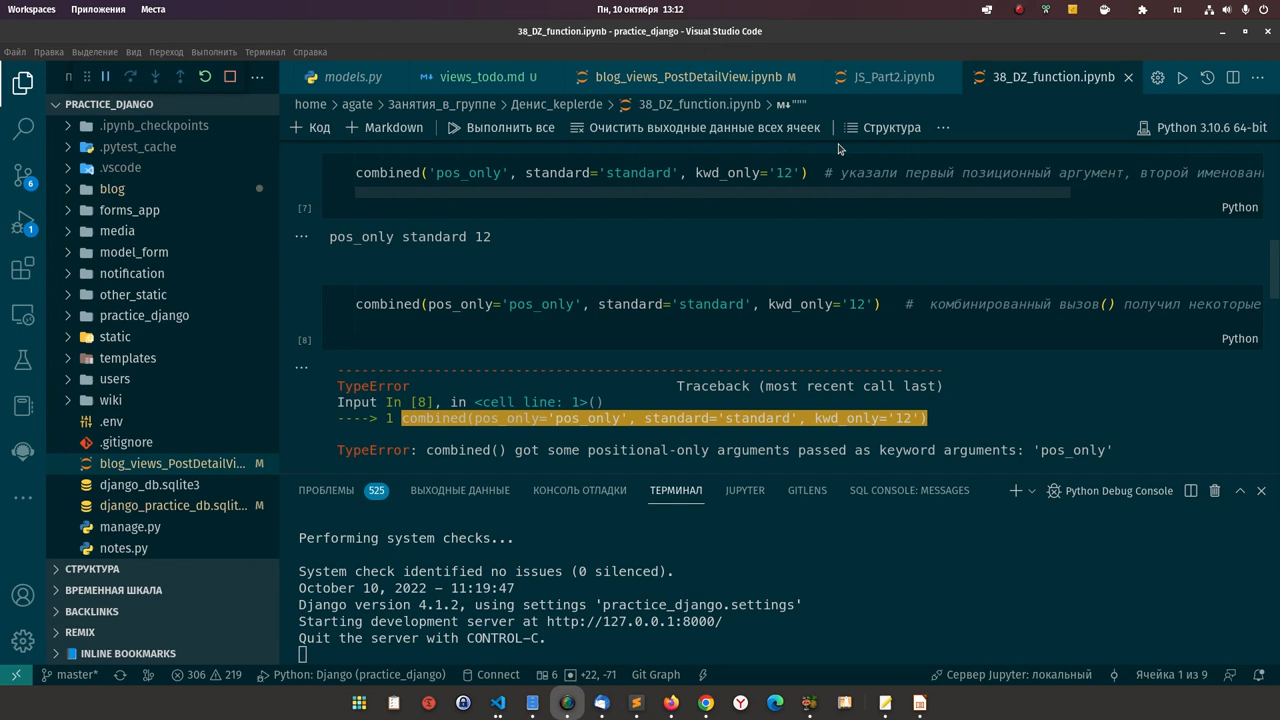 Workspaces Приложения Места Пн, 10 октября 13:12 ru
38_DZ_function.ipynb - practice_django - Visual Studio Code
Файл Правка Выделение Вид Переход Выполнить Терминал Справка
models.py views_todo.md U blog_views_PostDetailView.ipynb M JS_Part2.ipynb 38_DZ_function.ipynb
PRACTICE_DJANGO
home > agate > Занятия_в_группе > Денис_keplerde > 38_DZ_function.ipynb > """
Код Markdown Выполнить все Очистить выходные данные всех ячеек Структура Python 3.10.6 64-bit
.ipynb_checkpoints
.pytest_cache
.vscode
blog
forms_app
media
model_form
notification
other_static
practice_django
static
templates
users
wiki
.env
.gitignore
blog_views_PostDetailVi... M
django_db.sqlite3
django_practice_db.sqlit... M
manage.py
notes.py
СТРУКТУРА
ВРЕМЕННАЯ ШКАЛА
BACKLINKS
REMIX
INLINE BOOKMARKS
6
1
combined('pos_only', standard='standard', kwd_only='12') # указали первый позиционный аргумент, второй именован
[7] Python
pos_only standard 12
combined(pos_only='pos_only', standard='standard', kwd_only='12') # комбинированный вызов() получил некоторые
[8] Python
---------------------------------------------------------------------------
TypeError Traceback (most recent call last)
Input In [8], in <cell line: 1>()
----> 1 combined(pos_only='pos_only', standard='standard', kwd_only='12')
TypeError: combined() got some positional-only arguments passed as keyword arguments: 'pos_only'
ПРОБЛЕМЫ 525 ВЫХОДНЫЕ ДАННЫЕ КОНСОЛЬ ОТЛАДКИ ТЕРМИНАЛ JUPYTER GITLENS SQL CONSOLE: MESSAGES Python Debug Console
Performing system checks...
System check identified no issues (0 silenced).
October 10, 2022 - 11:19:47
Django version 4.1.2, using settings 'practice_django.settings'
Starting development server at http://127.0.0.1:8000/
Quit the server with CONTROL-C.
master* 306 219 Python: Django (practice_django) Connect 6 +22, -71 Git Graph Сервер Jupyter: локальный Ячейка 1 из 9